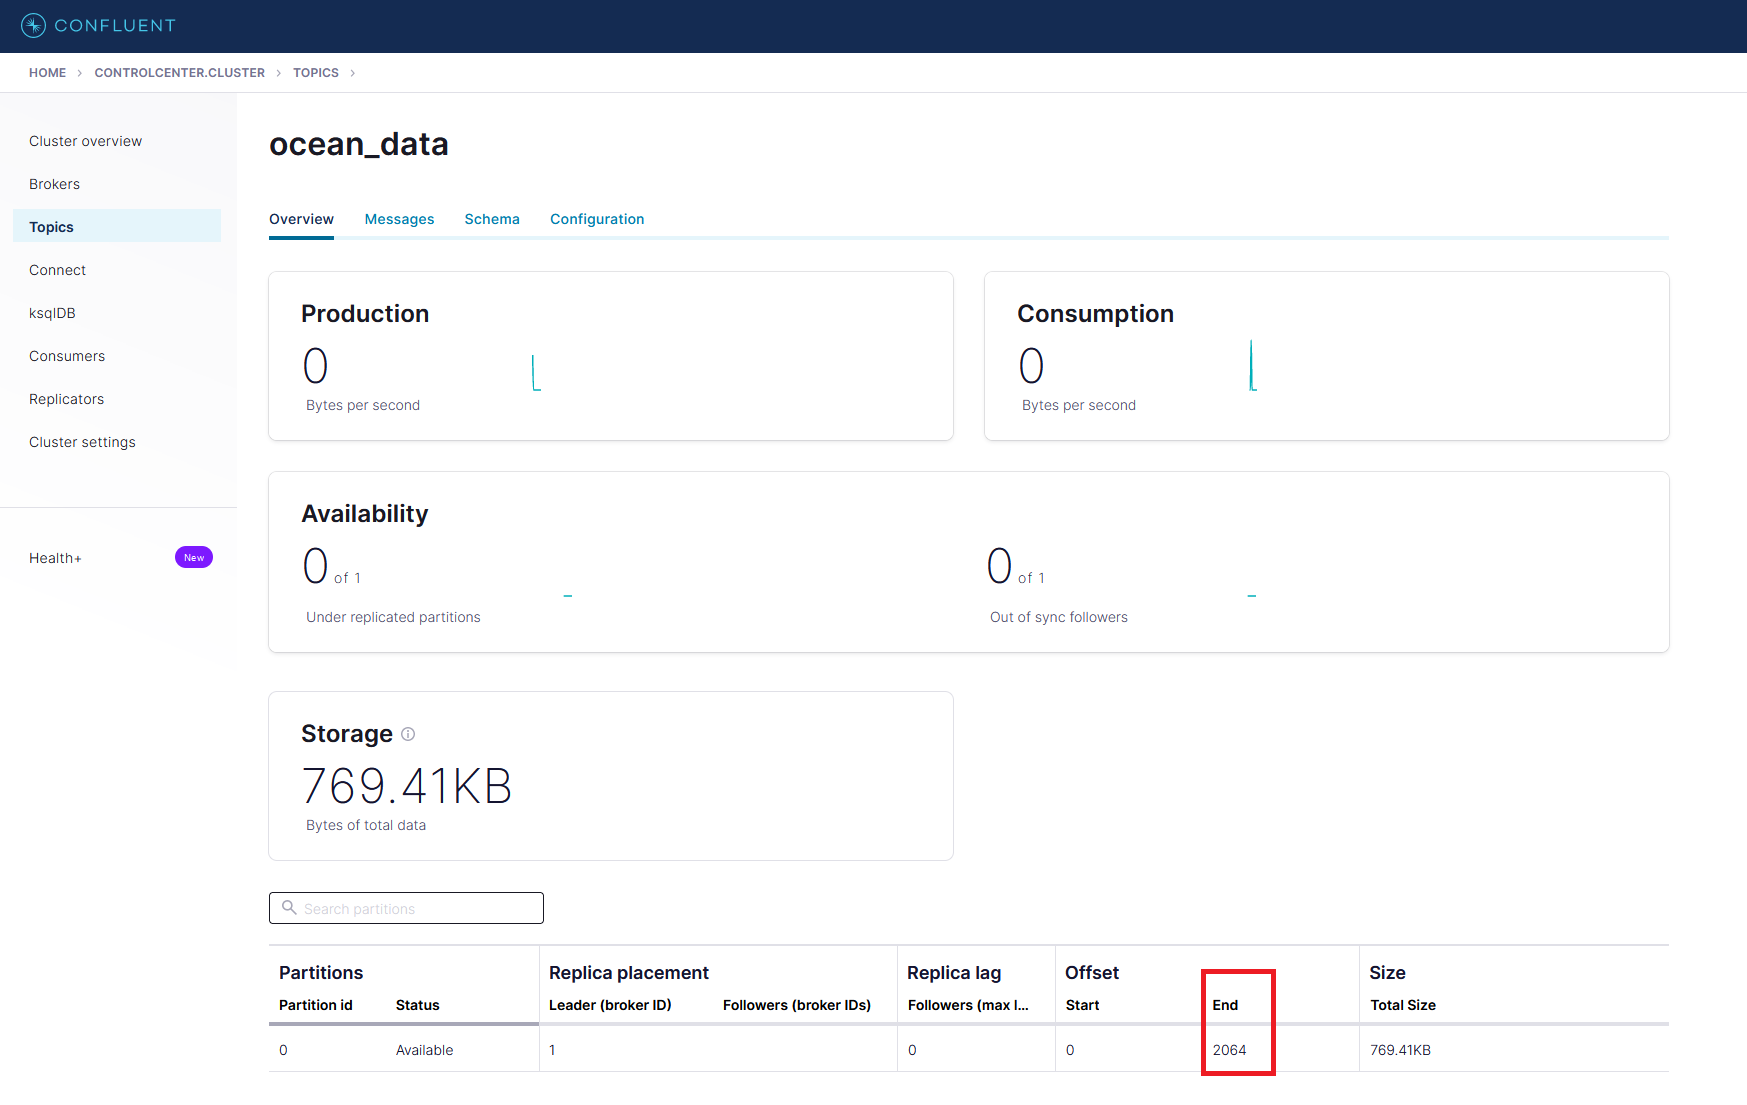 CONFLUENT
HOME > CONTROLCENTER.CLUSTER > TOPICS >
Cluster overview
Brokers
Topics
Connect
ksqlDB
Consumers
Replicators
Cluster settings
Health+ New
ocean_data
Overview Messages Schema Configuration
Production
0
Bytes per second
Consumption
0
Bytes per second
Availability
0 of 1
Under replicated partitions
0 of 1
Out of sync followers
Storage
769.41KB
Bytes of total data
Search partitions
Partitions Replica placement Replica lag Offset Size
Partition id Status Leader (broker ID) Followers (broker IDs) Followers (max l... Start End Total Size
0 Available 1 0 0 2064 769.41KB